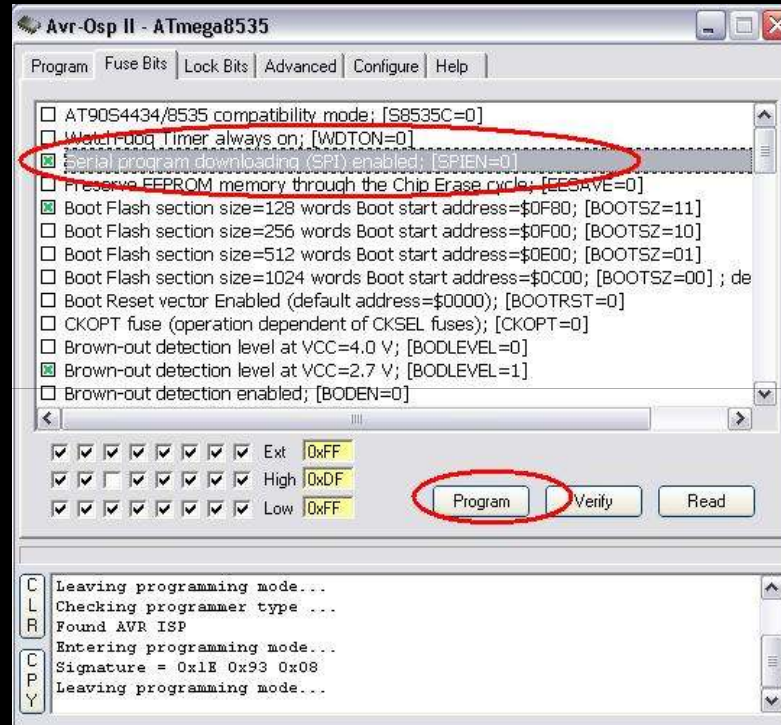 Avr-Osp II - ATmega8535
Program Fuse Bits Lock Bits Advanced Configure Help
AT90S4434/8535 compatibility mode; [S8535C=0]
Watch-dog Timer always on; [WDTON=0]
Serial program downloading (SPI) enabled; [SPIEN=0]
Preserve EEPROM memory through the Chip Erase cycle; [EESAVE=0]
Boot Flash section size=128 words Boot start address=$0F80; [BOOTSZ=11]
Boot Flash section size=256 words Boot start address=$0F00; [BOOTSZ=10]
Boot Flash section size=512 words Boot start address=$0E00; [BOOTSZ=01]
Boot Flash section size=1024 words Boot start address=$0C00; [BOOTSZ=00] ; de
Boot Reset vector Enabled (default address=$0000); [BOOTRST=0]
CKOPT fuse (operation dependent of CKSEL fuses); [CKOPT=0]
Brown-out detection level at VCC=4.0 V; [BODLEVEL=0]
Brown-out detection level at VCC=2.7 V; [BODLEVEL=1]
Brown-out detection enabled; [BODEN=0]
Ext 0xFF
High 0xDF
Low 0xFF
Program Verify Read
CLR
CPY
Leaving programming mode...
Checking programmer type ...
Found AVR ISP
Entering programming mode...
Signature = 0x1E 0x93 0x08
Leaving programming mode...